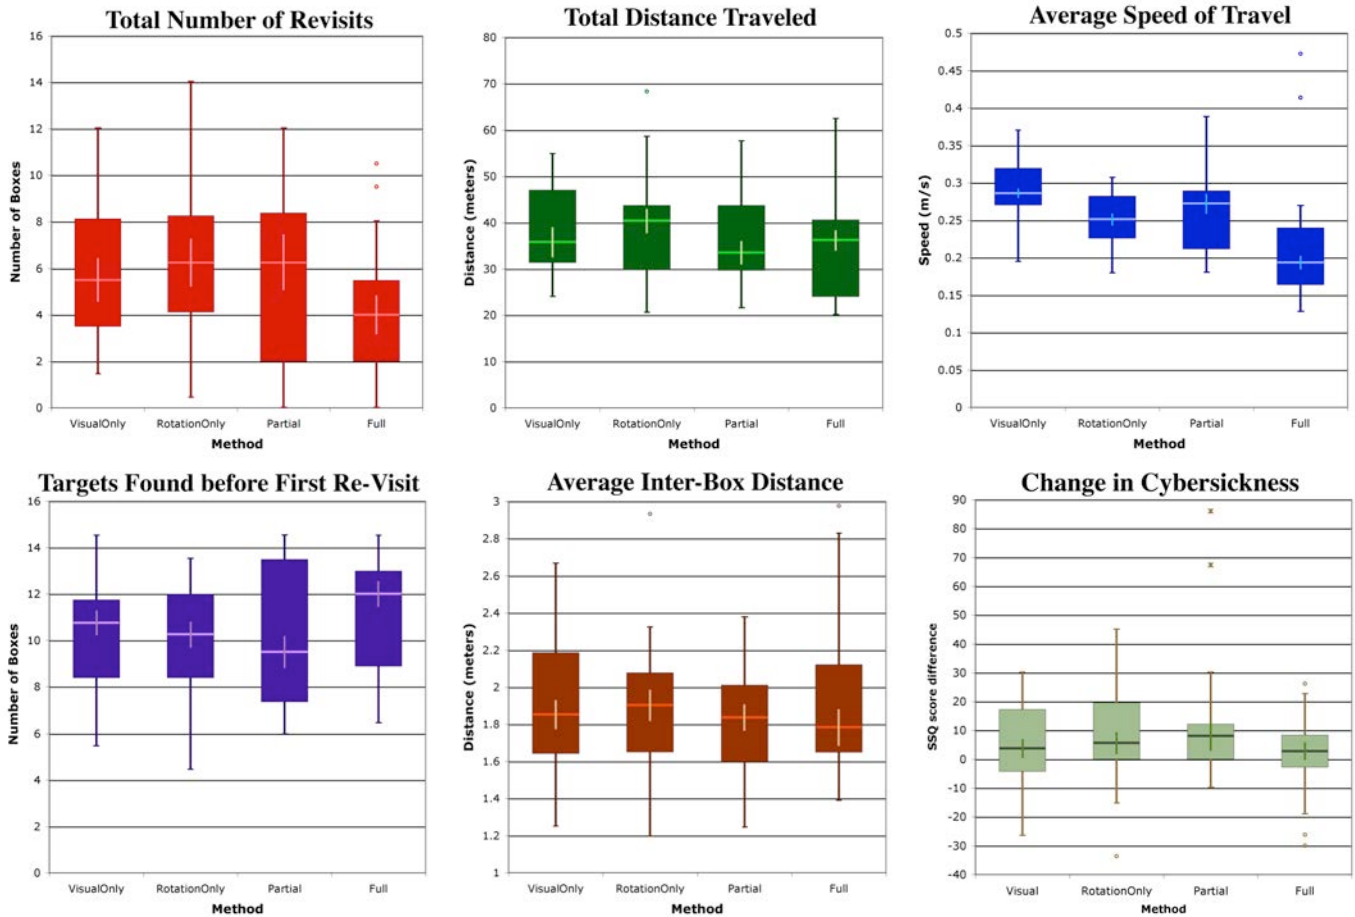 Total Number of Revisits
16
14
12
10
8
6
4
2
0
Number of Boxes
VisualOnly RotationOnly Partial Full
Method
Total Distance Traveled
80
70
60
50
40
30
20
10
0
Distance (meters)
VisualOnly RotationOnly Partial Full
Method
Average Speed of Travel
0.5
0.45
0.4
0.35
0.3
0.25
0.2
0.15
0.1
0.05
0
Speed (m/s)
VisualOnly RotationOnly Partial Full
Method
Targets Found before First Re-Visit
16
14
12
10
8
6
4
2
0
Number of Boxes
VisualOnly RotationOnly Partial Full
Method
Average Inter-Box Distance
3
2.8
2.6
2.4
2.2
2
1.8
1.6
1.4
1.2
1
Distance (meters)
VisualOnly RotationOnly Partial Full
Method
Change in Cybersickness
90
80
70
60
50
40
30
20
10
0
-10
-20
-30
-40
SSQ score difference
Visual RotationOnly Partial Full
Method